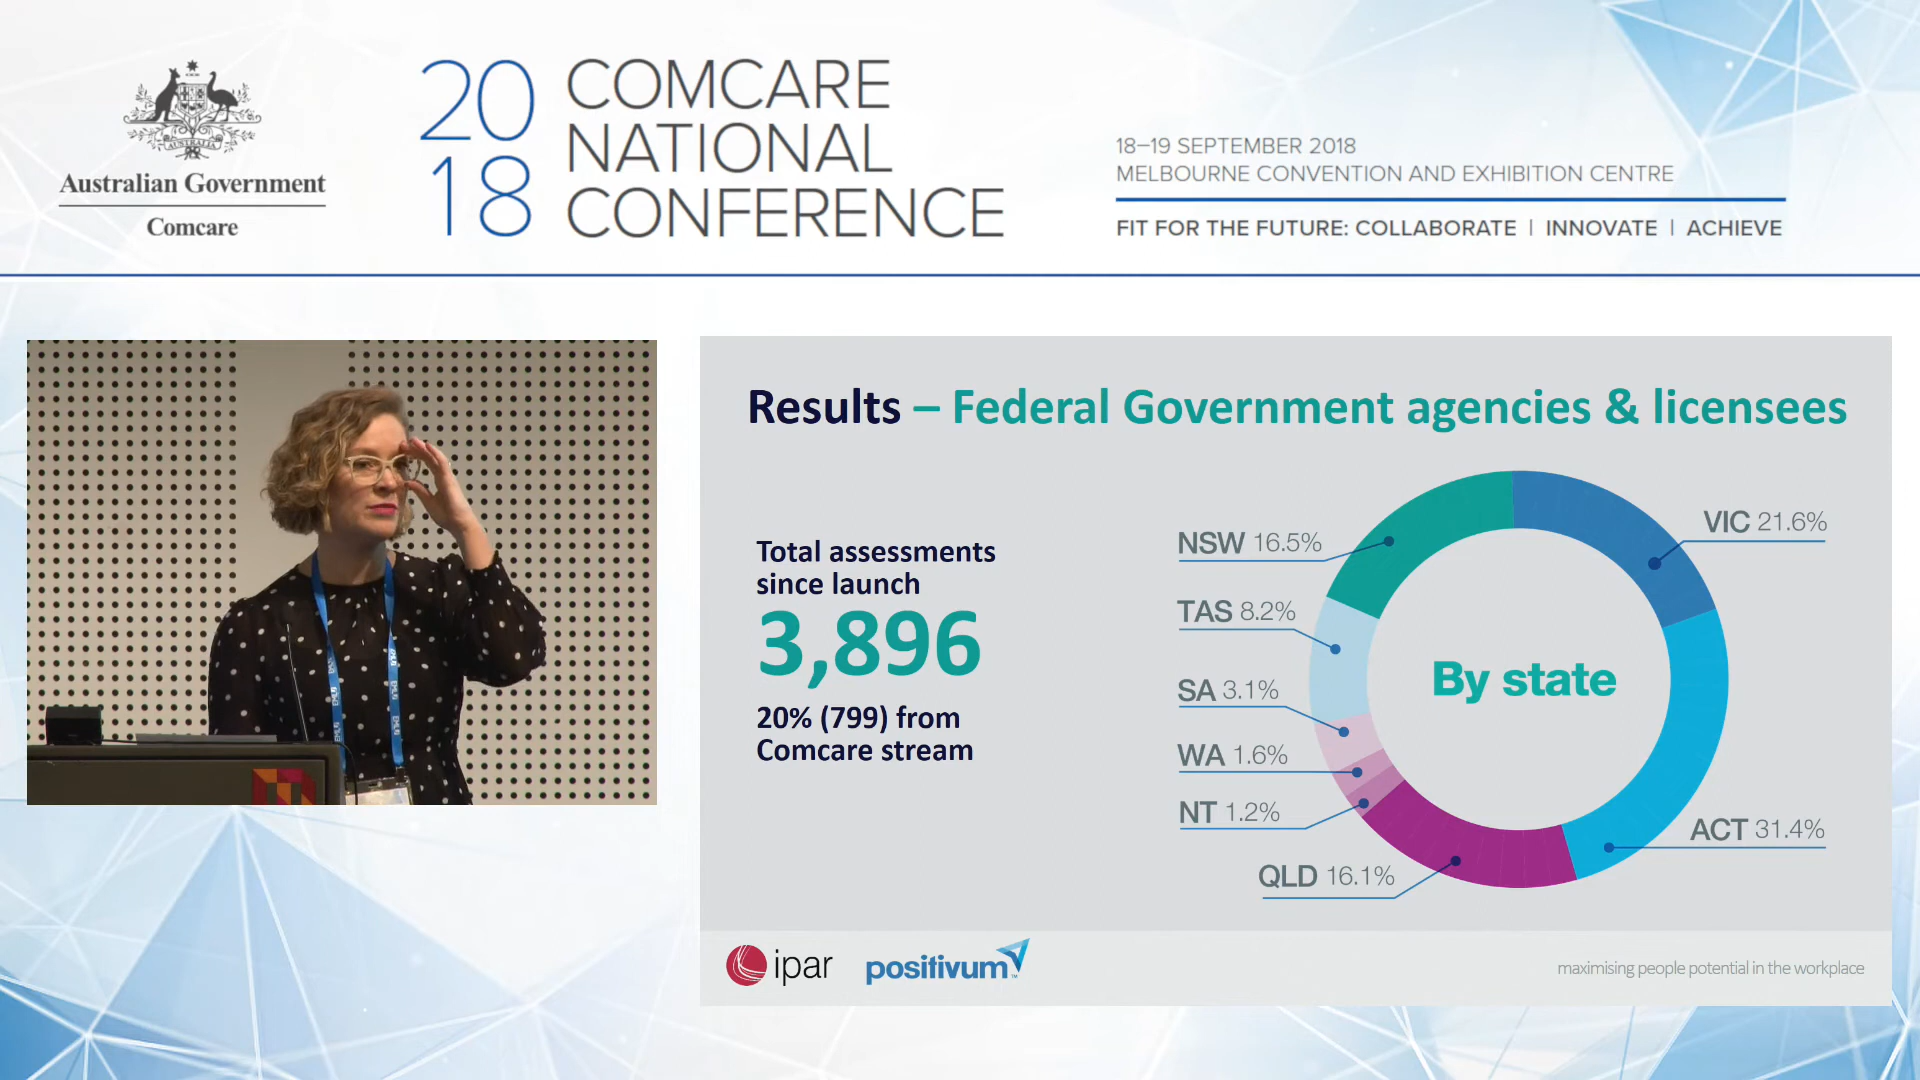 AUSTRALIA
Australian Government
Comcare
20
18
COMCARE
NATIONAL
CONFERENCE
18–19 SEPTEMBER 2018
MELBOURNE CONVENTION AND EXHIBITION CENTRE
FIT FOR THE FUTURE: COLLABORATE | INNOVATE | ACHIEVE
Results – Federal Government agencies & licensees
Total assessments
since launch
3,896
20% (799) from
Comcare stream
NSW 16.5%
TAS 8.2%
SA 3.1%
WA 1.6%
NT 1.2%
QLD 16.1%
VIC 21.6%
ACT 31.4%
By state
ipar
positivum™
maximising people potential in the workplace